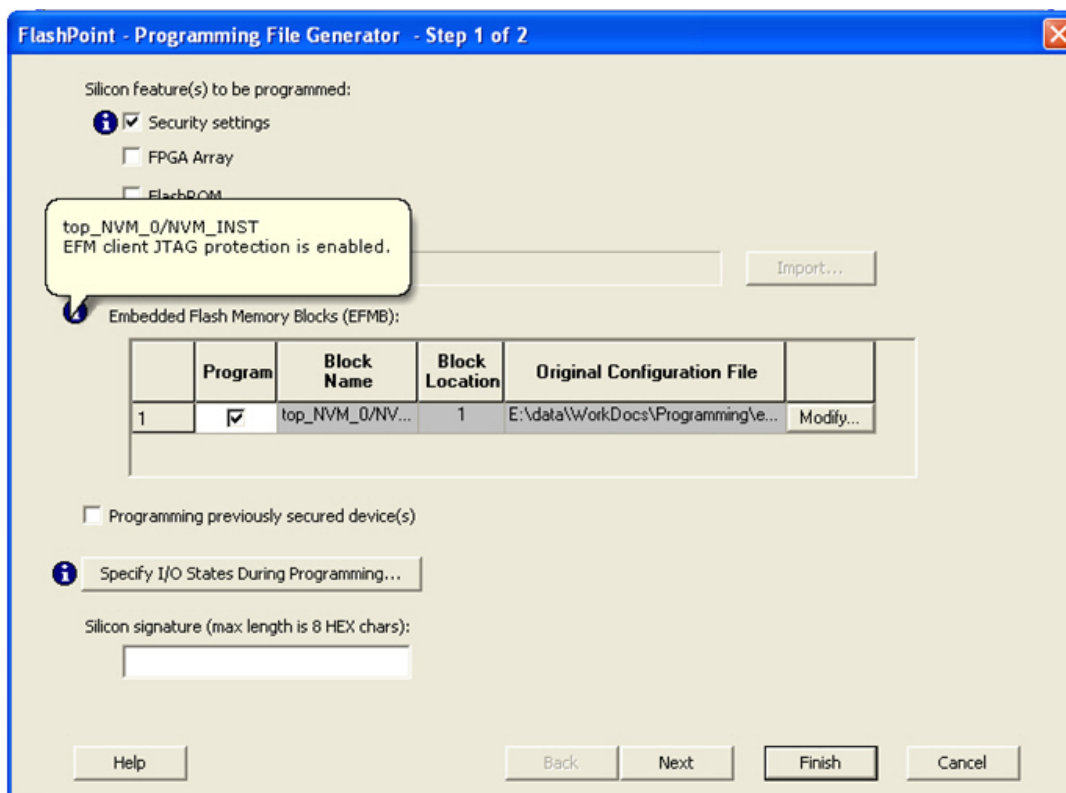 FlashPoint - Programming File Generator - Step 1 of 2
Silicon feature(s) to be programmed:
Security settings
FPGA Array
FlashROM
top_NVM_0/NVM_INST
EFM client JTAG protection is enabled.
Import...
Embedded Flash Memory Blocks (EFMB):
Program
Block Name
Block Location
Original Configuration File
1
top_NVM_0/NV...
1
E:\data\WorkDocs\Programming\e...
Modify...
Programming previously secured device(s)
Specify I/O States During Programming...
Silicon signature (max length is 8 HEX chars):
Help
Back
Next
Finish
Cancel